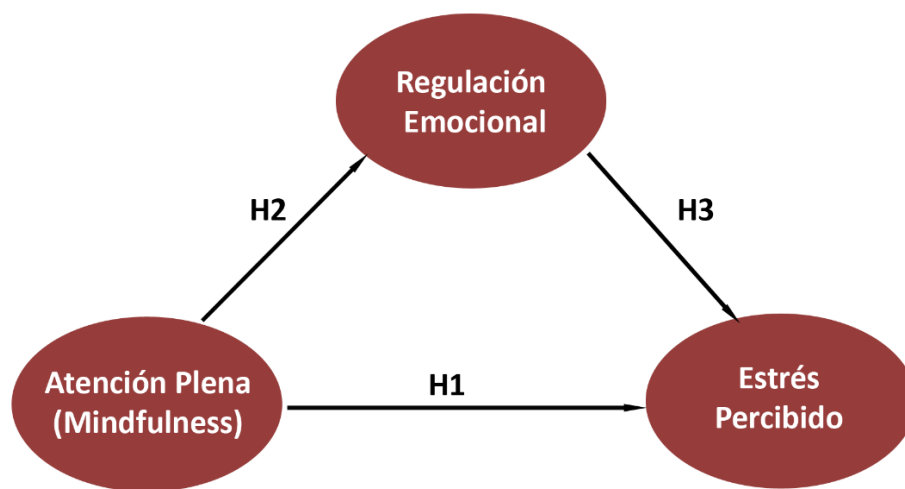 Regulación
Emocional
H2
H3
Atención Plena
(Mindfulness)
H1
Estrés
Percibido